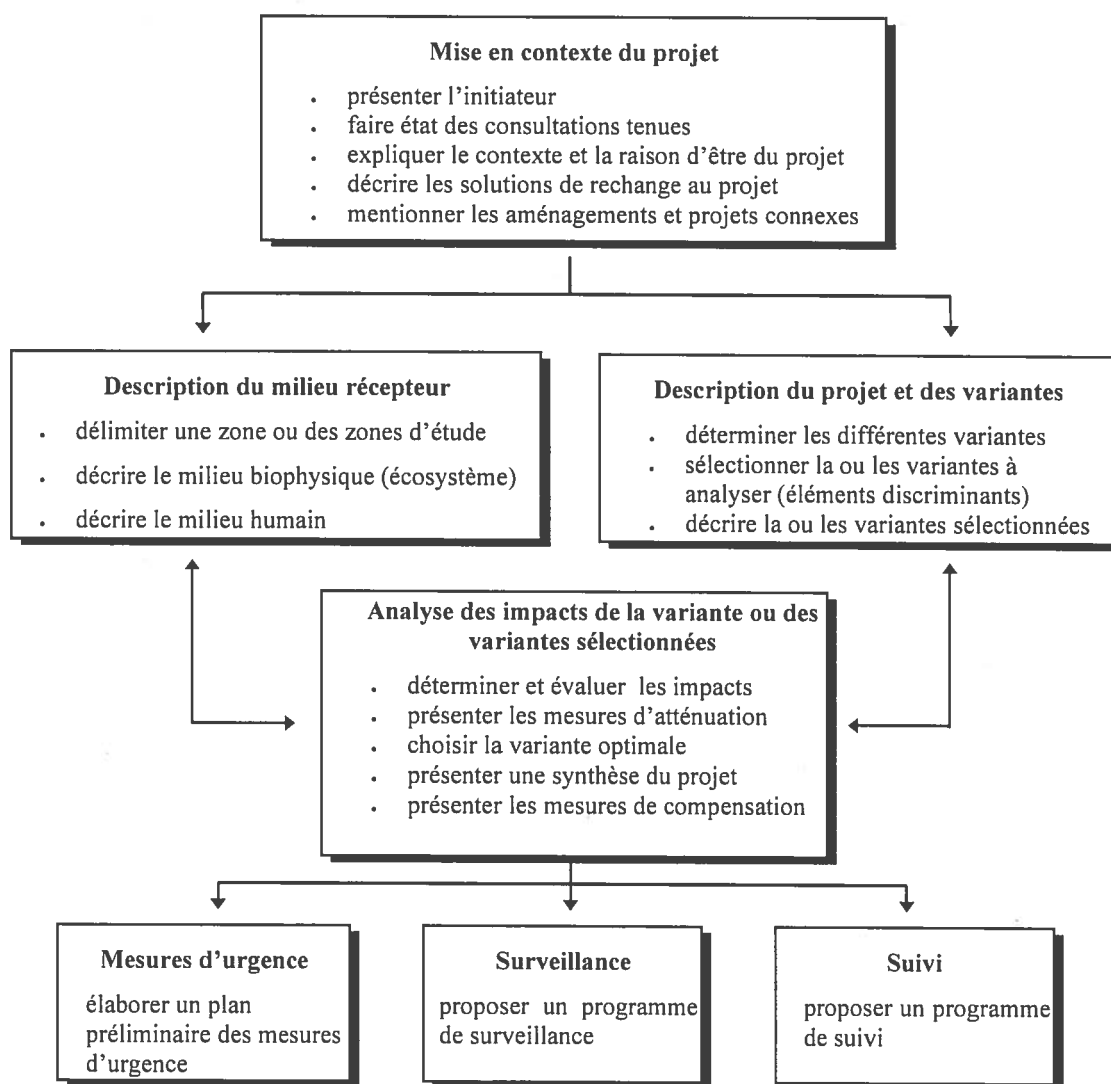 Mise en contexte du projet
. présenter l'initiateur
. faire état des consultations tenues
. expliquer le contexte et la raison d'être du projet
. décrire les solutions de rechange au projet
. mentionner les aménagements et projets connexes
Description du milieu récepteur
. délimiter une zone ou des zones d'étude
. décrire le milieu biophysique (écosystème)
. décrire le milieu humain
Description du projet et des variantes
. déterminer les différentes variantes
. sélectionner la ou les variantes à
analyser (éléments discriminants)
. décrire la ou les variantes sélectionnées
Analyse des impacts de la variante ou des
variantes sélectionnées
. déterminer et évaluer les impacts
. présenter les mesures d'atténuation
. choisir la variante optimale
. présenter une synthèse du projet
. présenter les mesures de compensation
Mesures d'urgence
élaborer un plan
préliminaire des mesures
d'urgence
Surveillance
proposer un programme
de surveillance
Suivi
proposer un programme
de suivi